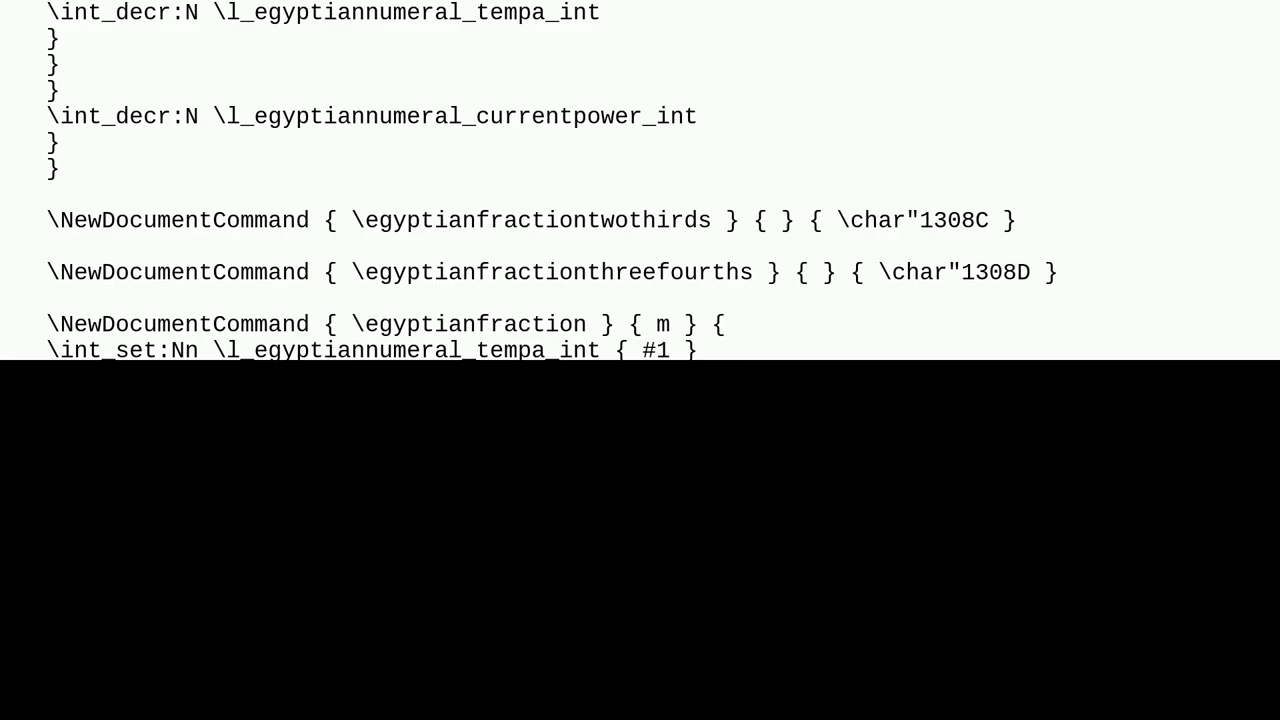 \int_decr:N \l_egyptiannumeral_tempa_int
}
}
}
\int_decr:N \l_egyptiannumeral_currentpower_int
}
}
\NewDocumentCommand { \egyptianfractiontwothirds } { } { \char"1308C }
\NewDocumentCommand { \egyptianfractionthreefourths } { } { \char"1308D }
\NewDocumentCommand { \egyptianfraction } { m } {
\int_set:Nn \l_egyptiannumeral_tempa_int { #1 }